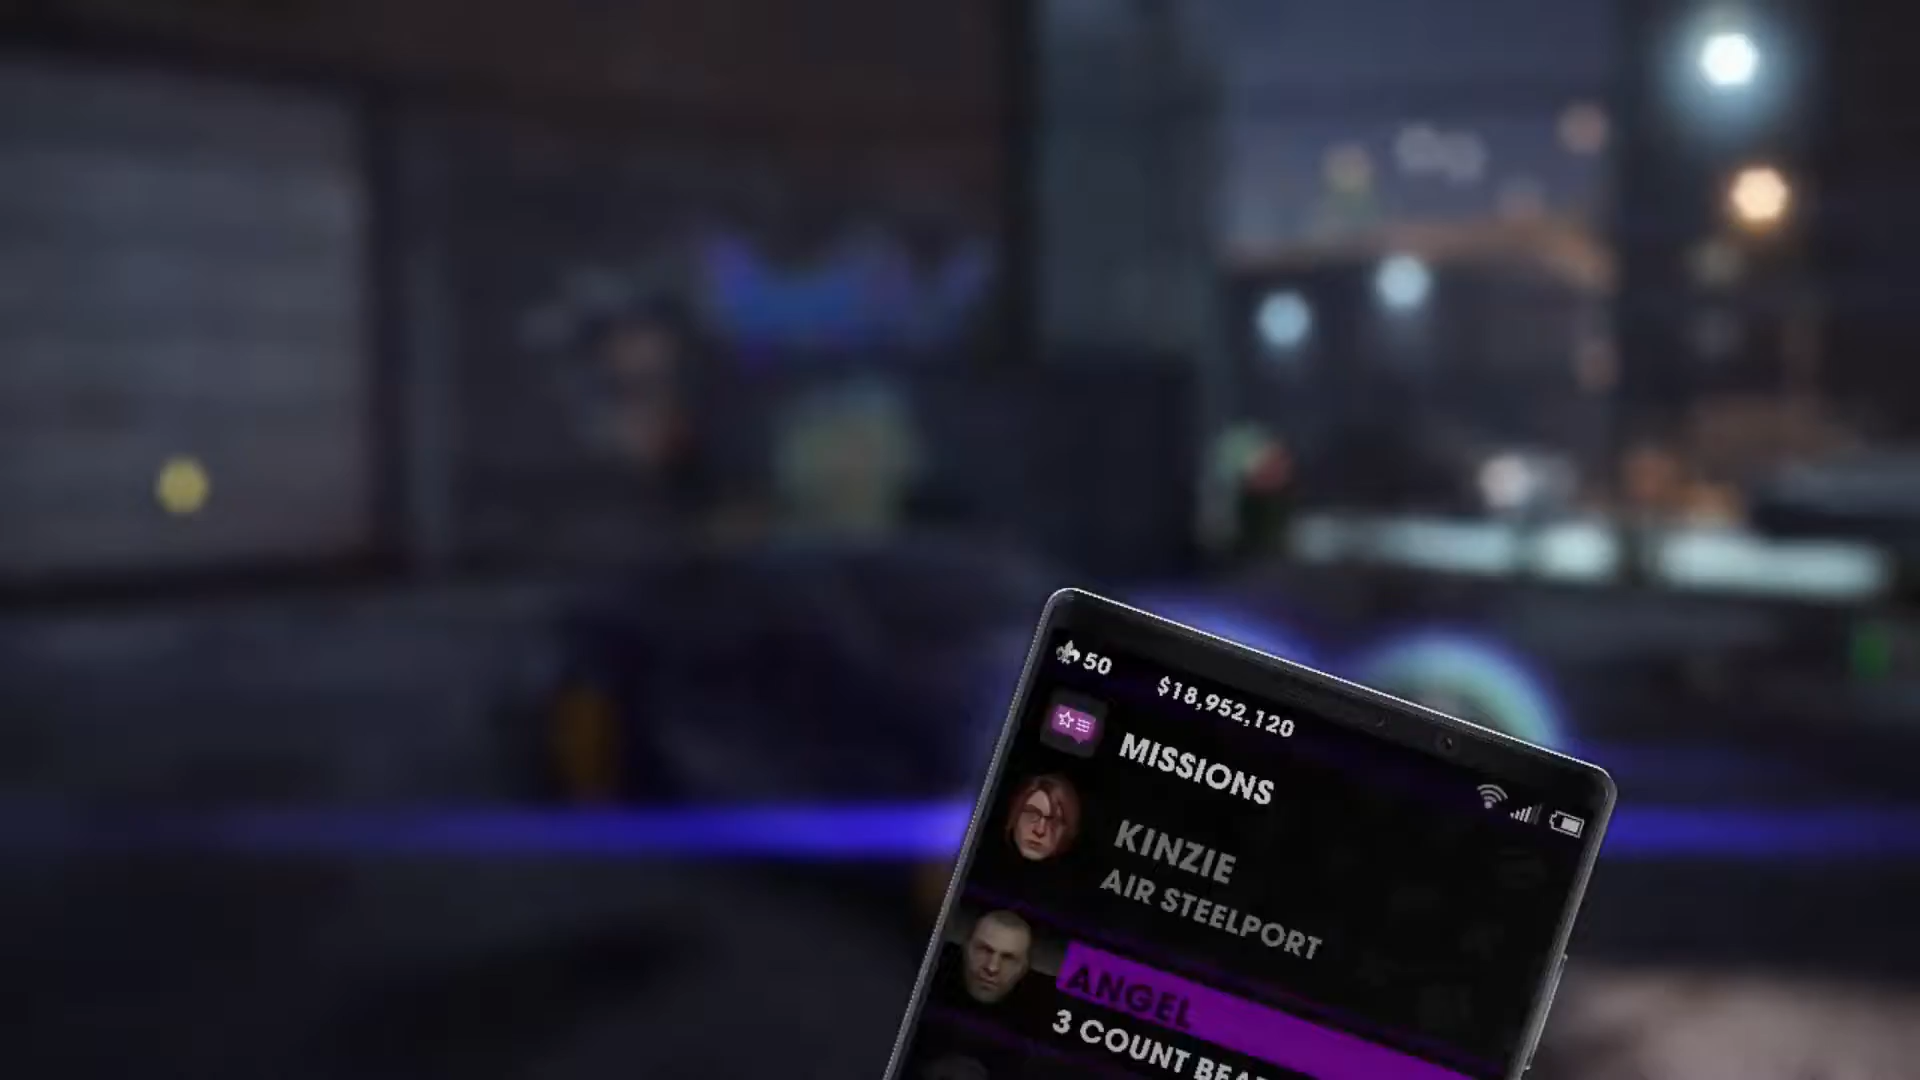 50
$18,952,120
MISSIONS
KINZIE
AIR STEELPORT
ANGEL
3 COUNT